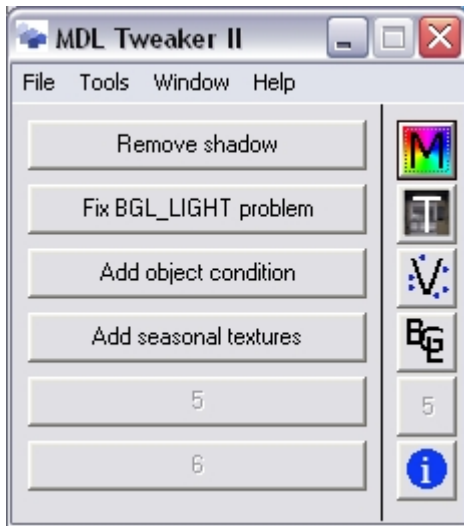 MDL Tweaker II
File Tools Window Help
Remove shadow
M
Fix BGL_LIGHT problem
T
Add object condition
V
Add seasonal textures
BGL
5
5
6
i